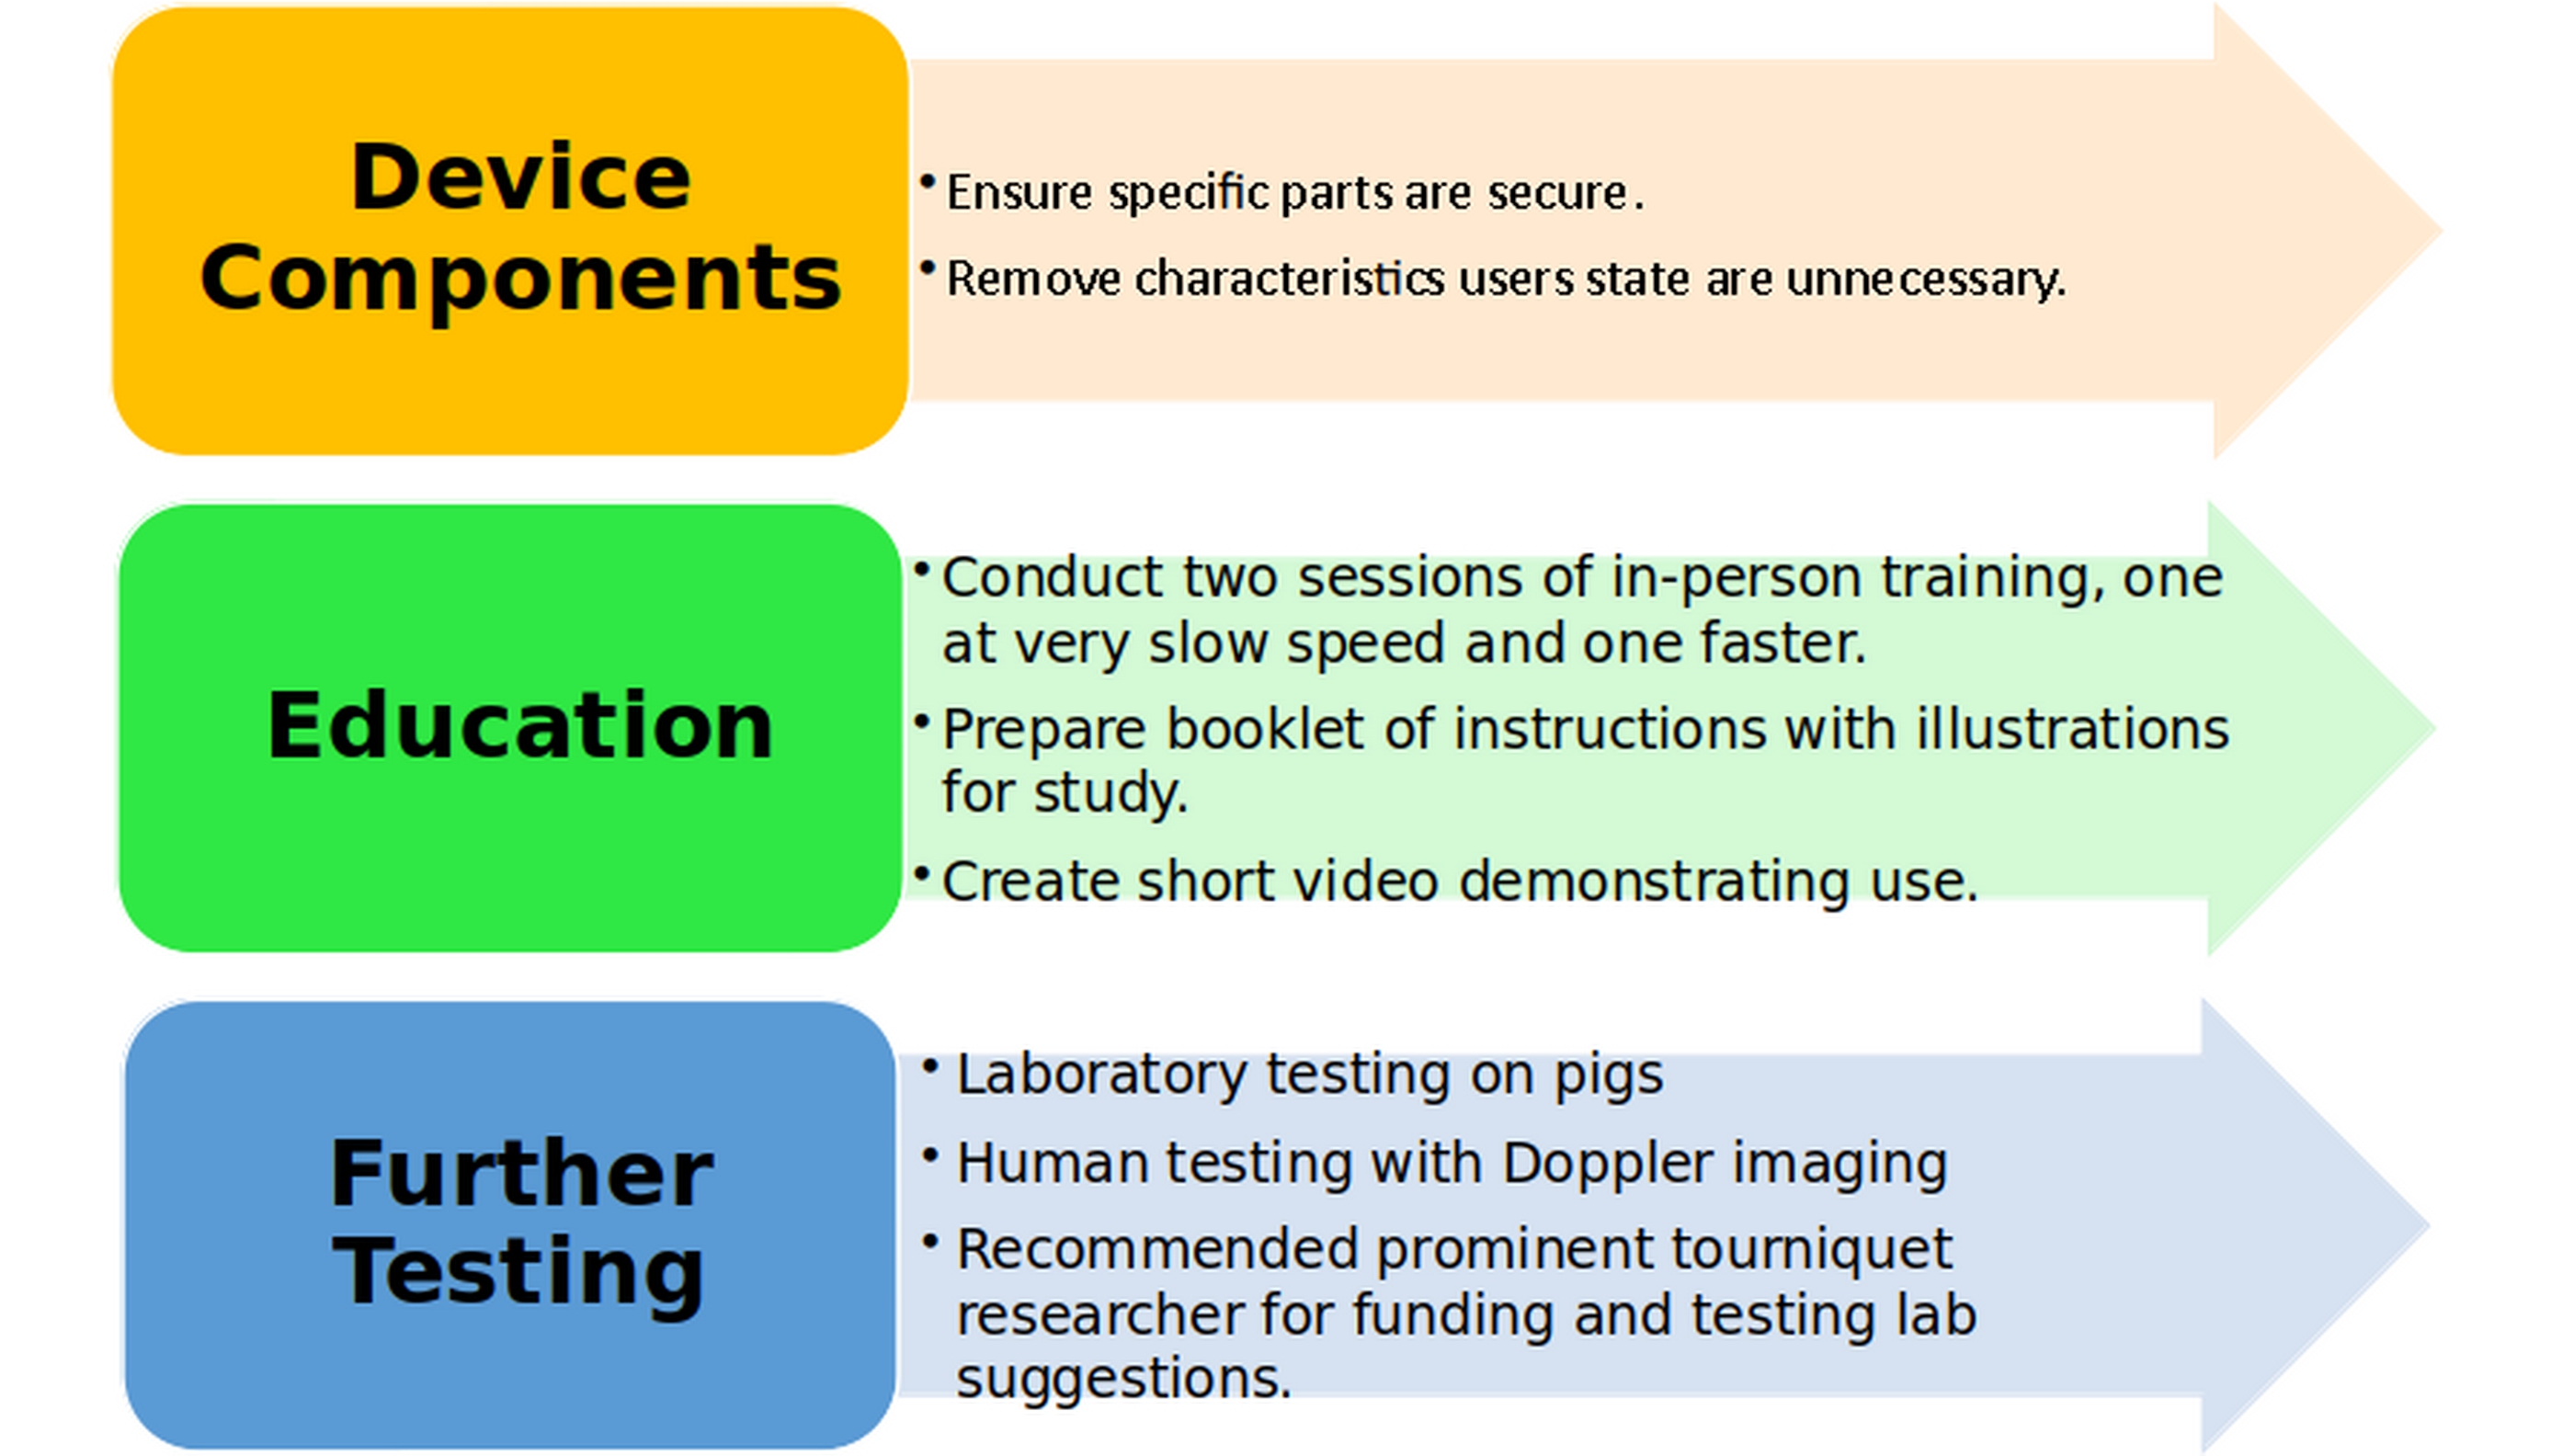 Device
Components
• Ensure specific parts are secure.
• Remove characteristics users state are unnecessary.
Education
• Conduct two sessions of in-person training, one
at very slow speed and one faster.
• Prepare booklet of instructions with illustrations
for study.
• Create short video demonstrating use.
Further
Testing
• Laboratory testing on pigs
• Human testing with Doppler imaging
• Recommended prominent tourniquet
researcher for funding and testing lab
suggestions.